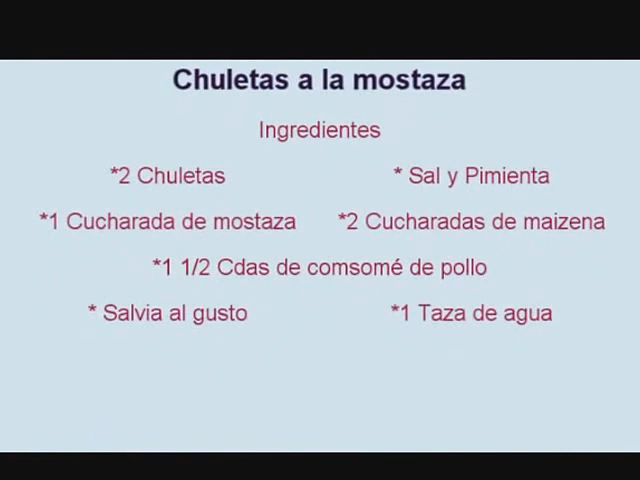 Chuletas a la mostaza
Ingredientes
*2 Chuletas
* Sal y Pimienta
*1 Cucharada de mostaza
*2 Cucharadas de maizena
*1 1/2 Cdas de comsomé de pollo
* Salvia al gusto
*1 Taza de agua